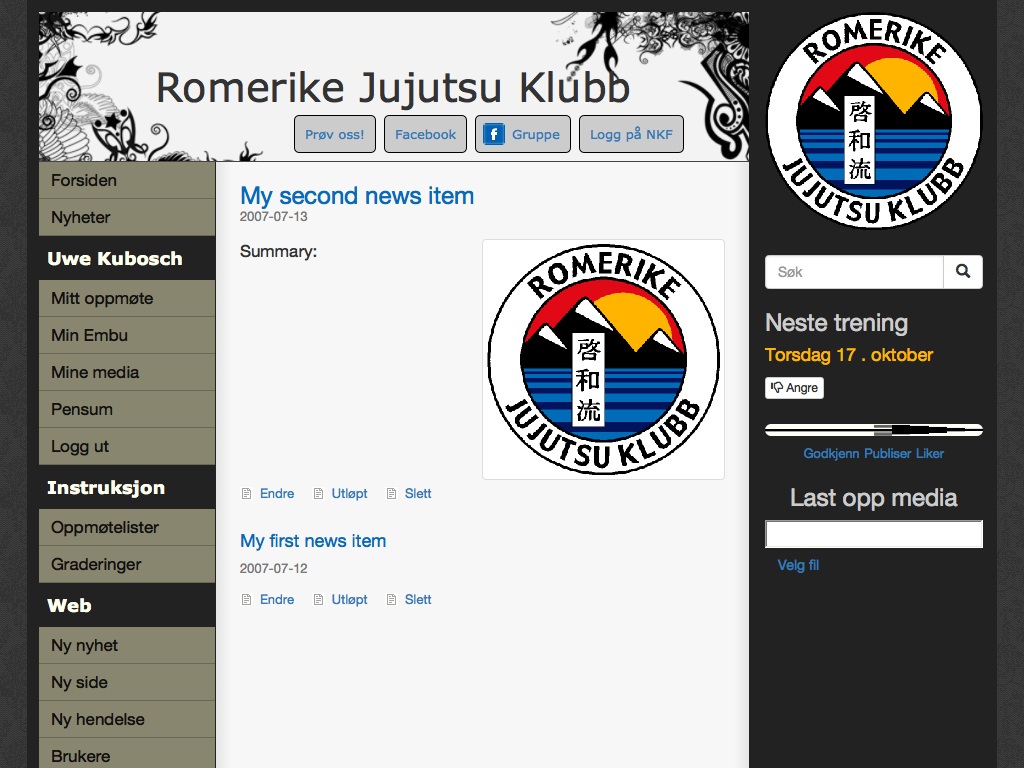 Romerike Jujutsu Klubb
Prøv oss!
Facebook
f Gruppe
Logg på NKF
Forsiden
Nyheter
Uwe Kubosch
Mitt oppmøte
Min Embu
Mine media
Pensum
Logg ut
Instruksjon
Oppmøtelister
Graderinger
Web
Ny nyhet
Ny side
Ny hendelse
Brukere
My second news item
2007-07-13
Summary:
ROMERIKE
啓和流
JUJUTSU KLUBB
Endre
Utløpt
Slett
My first news item
2007-07-12
Endre
Utløpt
Slett
ROMERIKE
啓和流
JUJUTSU KLUBB
Søk
Neste trening
Torsdag 17 . oktober
Angre
Godkjenn Publiser Liker
Last opp media
Velg fil